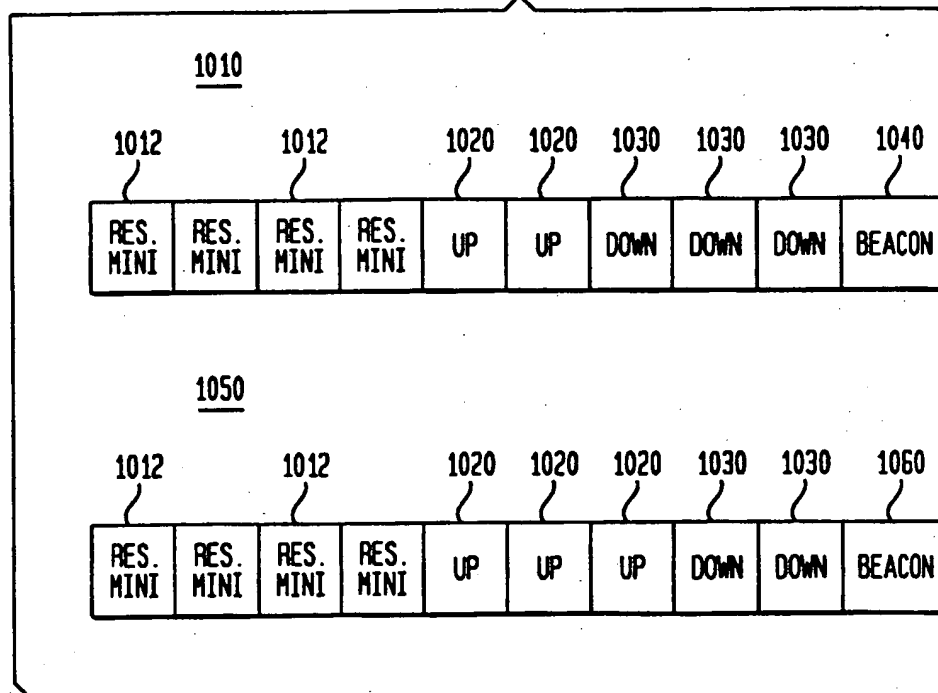 1010
1012 1012 1020 1020 1030 1030 1030 1040
RES. MINI RES. MINI RES. MINI RES. MINI UP UP DOWN DOWN DOWN BEACON
1050
1012 1012 1020 1020 1020 1030 1030 1060
RES. MINI RES. MINI RES. MINI RES. MINI UP UP UP DOWN DOWN BEACON